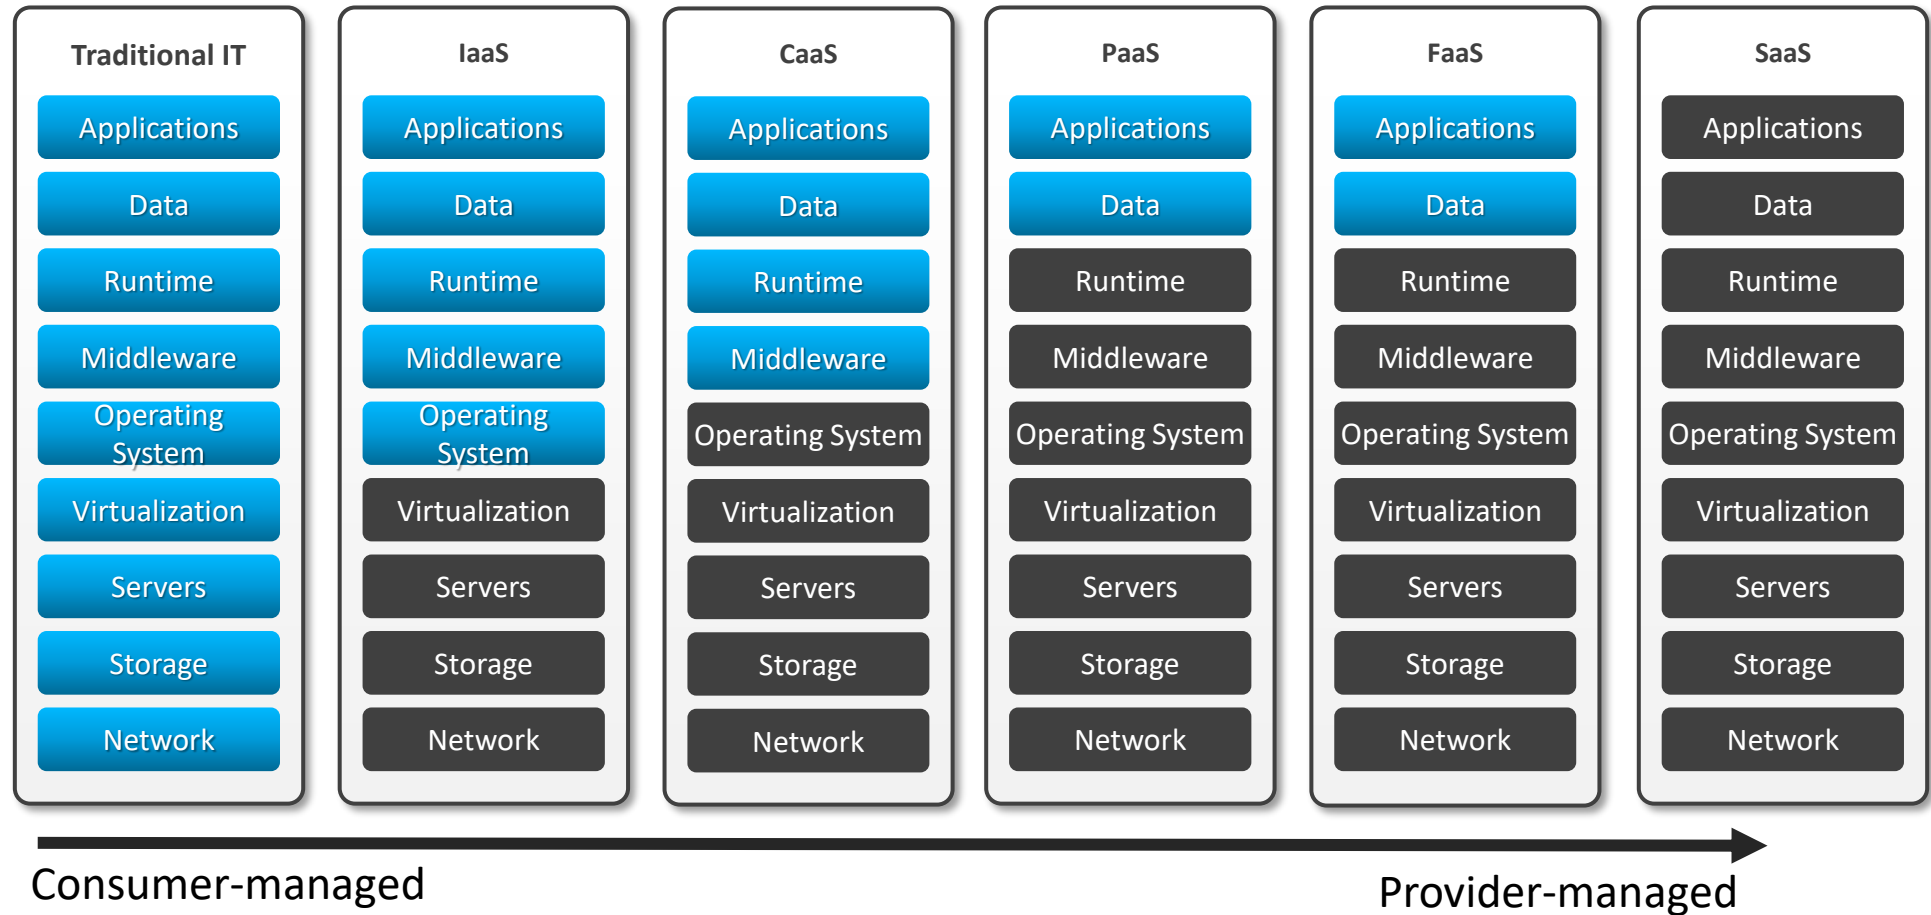 Traditional IT
Applications
Data
Runtime
Middleware
Operating
System
Virtualization
Servers
Storage
Network
IaaS
Applications
Data
Runtime
Middleware
Operating
System
Virtualization
Servers
Storage
Network
CaaS
Applications
Data
Runtime
Middleware
Operating System
Virtualization
Servers
Storage
Network
PaaS
Applications
Data
Runtime
Middleware
Operating System
Virtualization
Servers
Storage
Network
FaaS
Applications
Data
Runtime
Middleware
Operating System
Virtualization
Servers
Storage
Network
SaaS
Applications
Data
Runtime
Middleware
Operating System
Virtualization
Servers
Storage
Network
Consumer-managed
Provider-managed